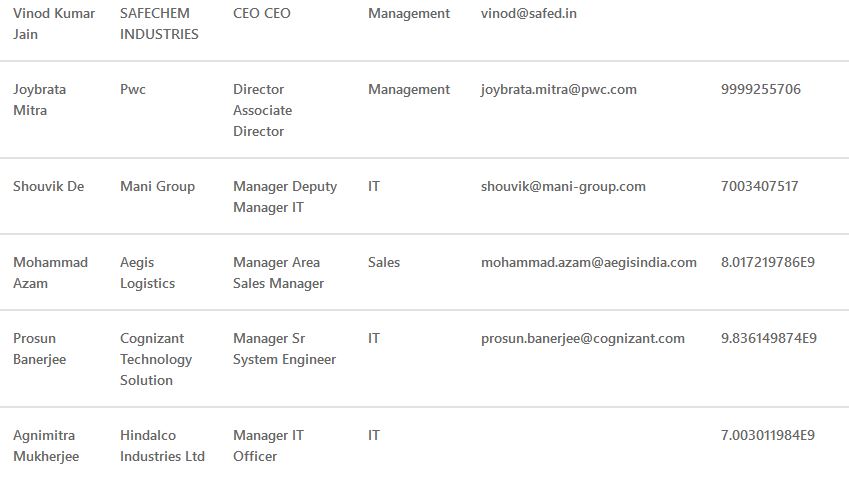 Vinod Kumar SAFECHEM CEO CEO Management vinod@safed.in
Jain INDUSTRIES
Joybrata Pwc Director Management joybrata.mitra@pwc.com 9999255706
Mitra Associate
Director
Shouvik De Mani Group Manager Deputy IT shouvik@mani-group.com 7003407517
Manager IT
Mohammad Aegis Manager Area Sales mohammad.azam@aegisindia.com 8.017219786E9
Azam Logistics Sales Manager
Prosun Cognizant Manager Sr IT prosun.banerjee@cognizant.com 9.836149874E9
Banerjee Technology System Engineer
Solution
Agnimitra Hindalco Manager IT IT 7.003011984E9
Mukherjee Industries Ltd Officer